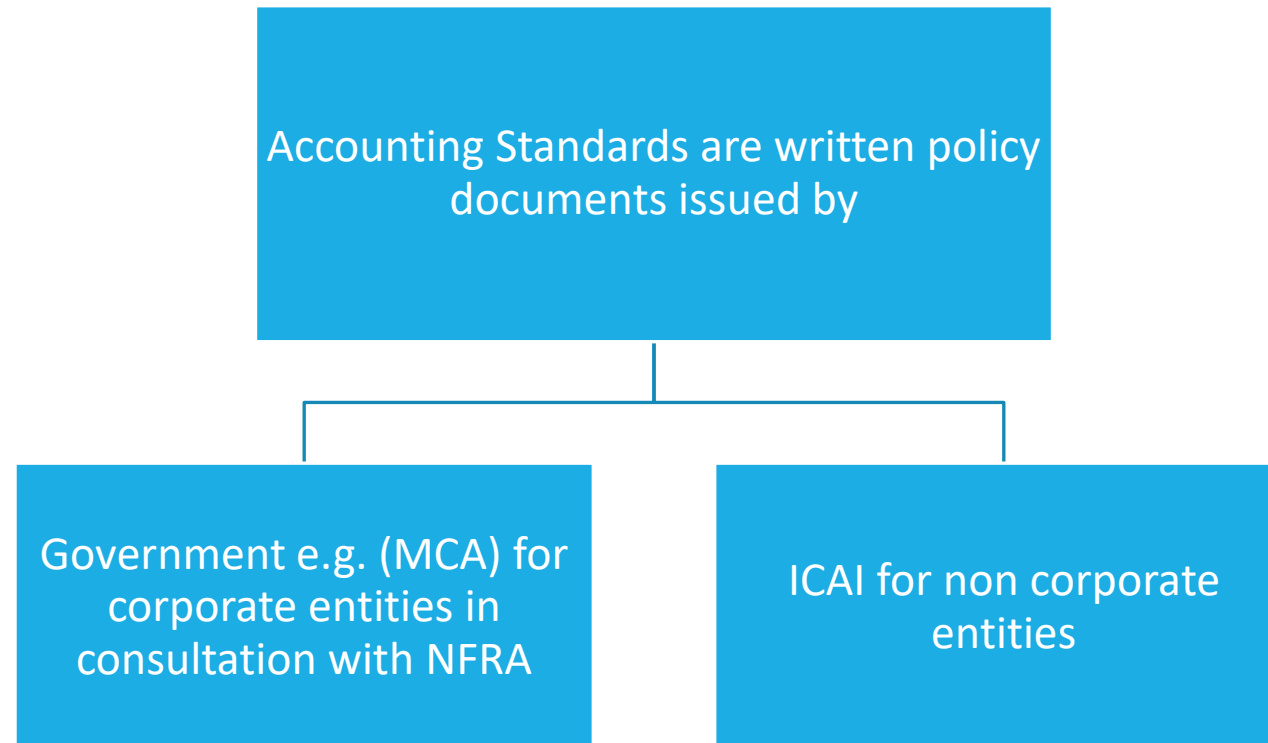 Accounting Standards are written policy
documents issued by
Government e.g. (MCA) for
corporate entities in
consultation with NFRA
ICAI for non corporate
entities